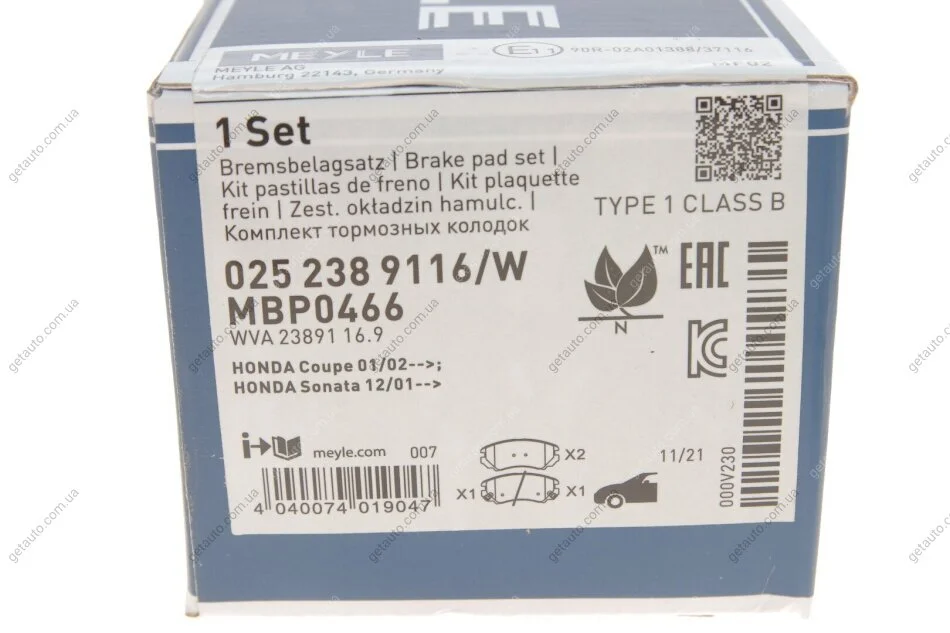 MEYLE
MEYLE AG
Hamburg 22143, Germany
E11 90R-02A01388/37116
1 Set
Bremsbelagsatz | Brake pad set |
Kit pastillas de freno | Kit plaquette
frein | Zest. okładzin hamulc. |
Комплект тормозных колодок
TYPE 1 CLASS B
025 238 9116/W
MBP0466
WVA 23891 16.9
HONDA Coupe 01/02-->;
HONDA Sonata 12/01-->
TM
N
EAC
KC
i
meyle.com
007
X2
X1
X1
11/21
4 040074 019047
000V230
getauto.com.ua